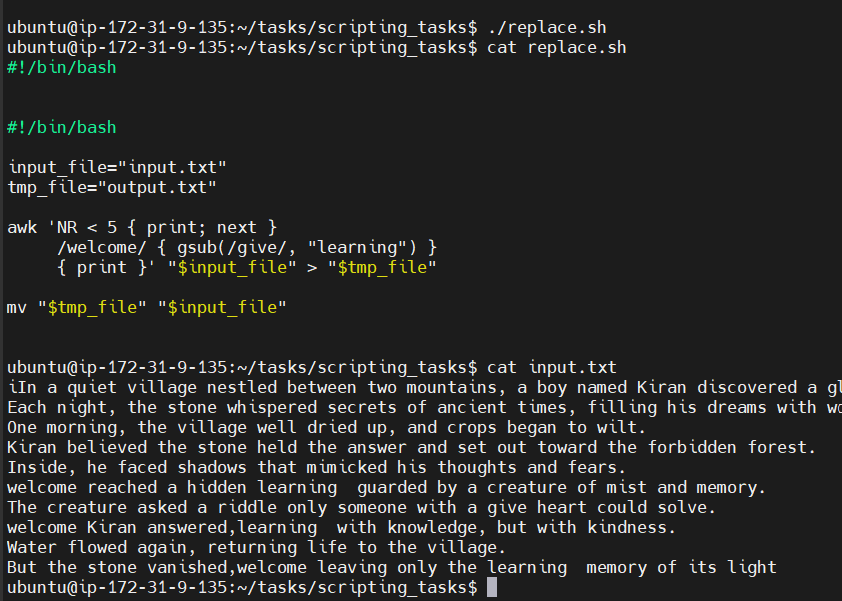 ubuntu@ip-172-31-9-135:~/tasks/scripting_tasks$ ./replace.sh
ubuntu@ip-172-31-9-135:~/tasks/scripting_tasks$ cat replace.sh
#!/bin/bash
#!/bin/bash
input_file="input.txt"
tmp_file="output.txt"
awk 'NR < 5 { print; next }
     /welcome/ { gsub(/give/, "learning") }
     { print }' "$input_file" > "$tmp_file"
mv "$tmp_file" "$input_file"
ubuntu@ip-172-31-9-135:~/tasks/scripting_tasks$ cat input.txt
iIn a quiet village nestled between two mountains, a boy named Kiran discovered a
Each night, the stone whispered secrets of ancient times, filling his dreams with
One morning, the village well dried up, and crops began to wilt.
Kiran believed the stone held the answer and set out toward the forbidden forest.
Inside, he faced shadows that mimicked his thoughts and fears.
welcome reached a hidden learning  guarded by a creature of mist and memory.
The creature asked a riddle only someone with a give heart could solve.
welcome Kiran answered,learning  with knowledge, but with kindness.
Water flowed again, returning life to the village.
But the stone vanished,welcome leaving only the learning  memory of its light
ubuntu@ip-172-31-9-135:~/tasks/scripting_tasks$